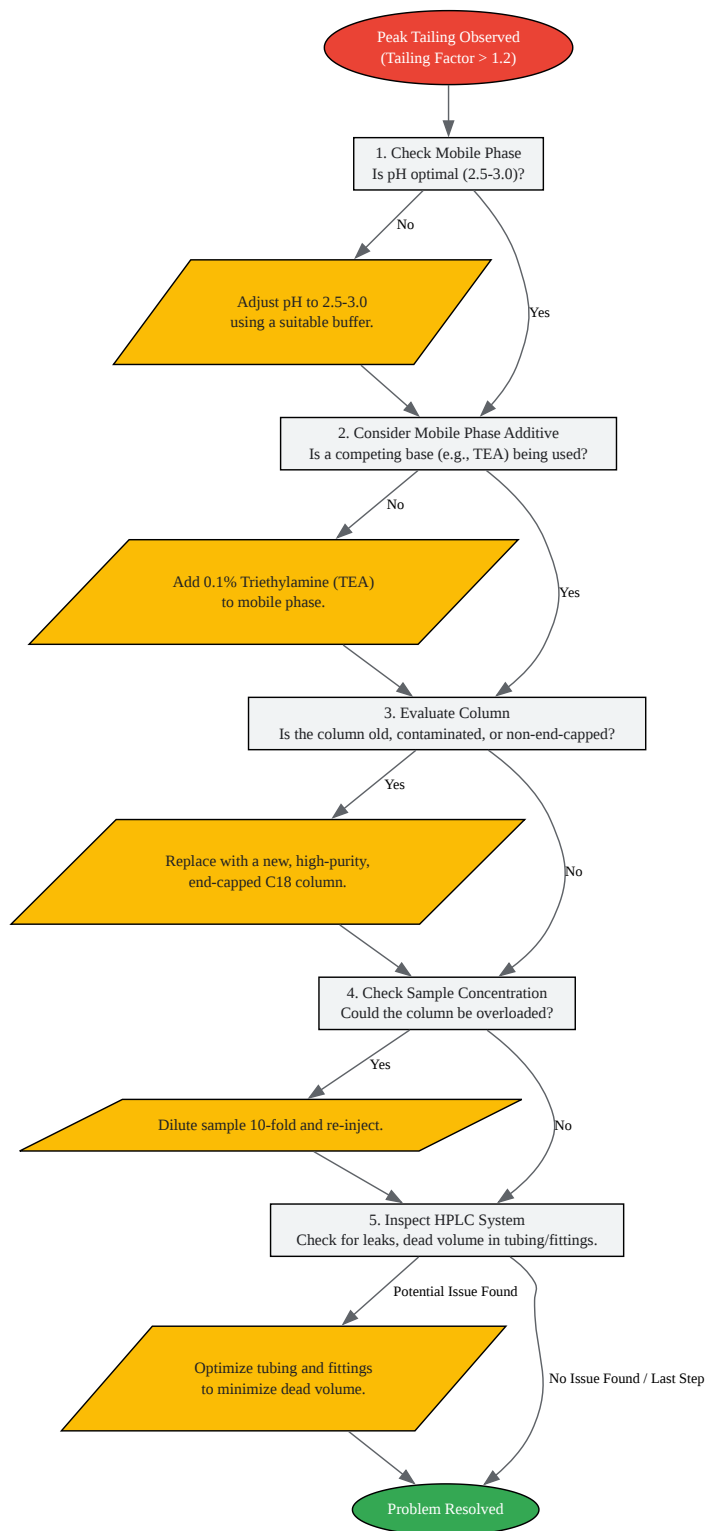 Peak Tailing Observed
(Tailing Factor > 1.2)
1. Check Mobile Phase
Is pH optimal (2.5-3.0)?
No
Yes
Adjust pH to 2.5-3.0
using a suitable buffer.
2. Consider Mobile Phase Additive
Is a competing base (e.g., TEA) being used?
No
Yes
Add 0.1% Triethylamine (TEA)
to mobile phase.
3. Evaluate Column
Is the column old, contaminated, or non-end-capped?
Yes
No
Replace with a new, high-purity,
end-capped C18 column.
4. Check Sample Concentration
Could the column be overloaded?
Yes
No
Dilute sample 10-fold and re-inject.
5. Inspect HPLC System
Check for leaks, dead volume in tubing/fittings.
Potential Issue Found
No Issue Found / Last Step
Optimize tubing and fittings
to minimize dead volume.
Problem Resolved